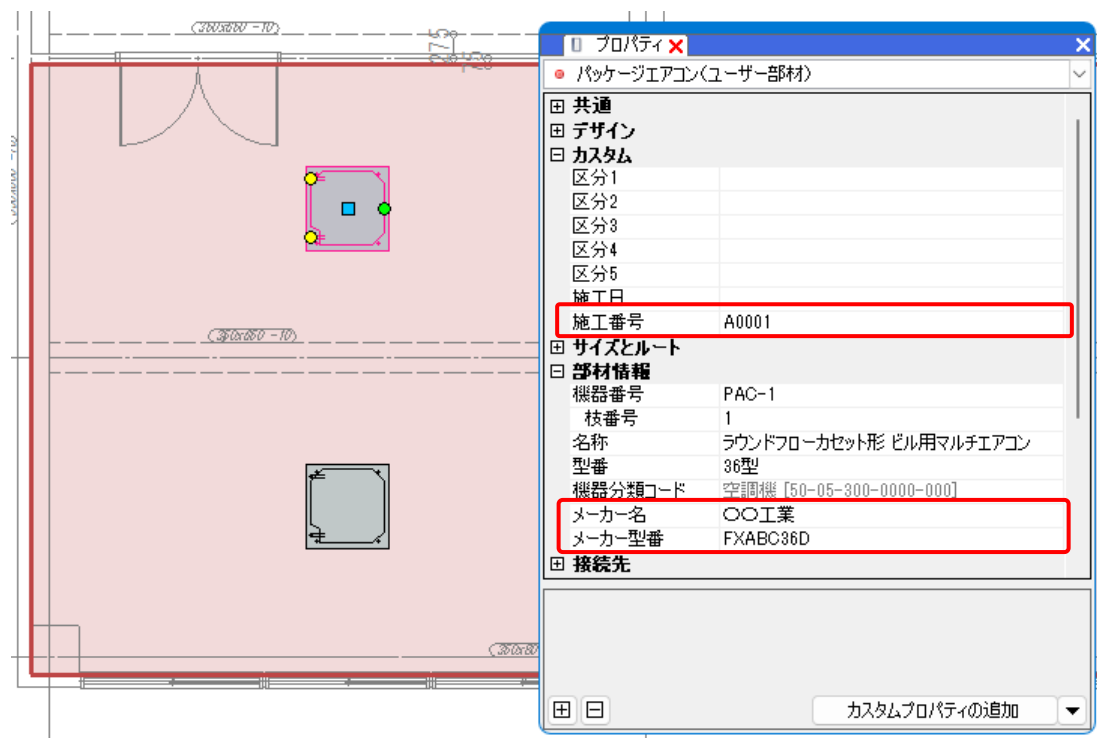 (350x600 -10)
275
プロパティ
パッケージエアコン(ユーザー部材)
共通
デザイン
カスタム
区分1
区分2
区分3
区分4
区分5
施工日
施工番号 A0001
サイズとルート
部材情報
機器番号 PAC-1
枝番号 1
名称 ラウンドフローカセット形 ビル用マルチエアコン
型番 36型
機器分類コード 空調機 [50-05-300-0000-000]
メーカー名 〇〇工業
メーカー型番 FXABC36D
接続先
カスタムプロパティの追加